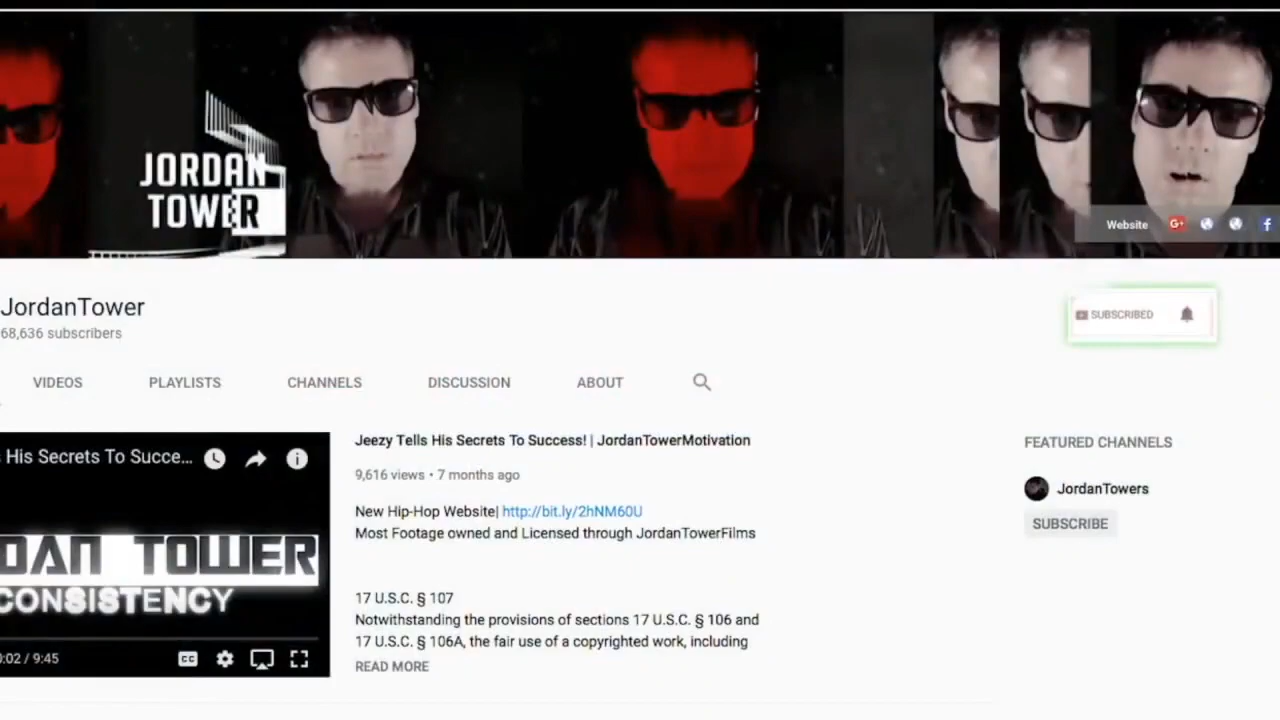 JORDAN
TOWER
Website
JordanTower
68,636 subscribers
SUBSCRIBED
VIDEOS PLAYLISTS CHANNELS DISCUSSION ABOUT
His Secrets To Succe...
DAN TOWER
CONSISTENCY
0:02 / 9:45
CC
Jeezy Tells His Secrets To Success! | JordanTowerMotivation
9,616 views • 7 months ago
New Hip-Hop Website| http://bit.ly/2hNM60U
Most Footage owned and Licensed through JordanTowerFilms
17 U.S.C. § 107
Notwithstanding the provisions of sections 17 U.S.C. § 106 and
17 U.S.C. § 106A, the fair use of a copyrighted work, including
READ MORE
FEATURED CHANNELS
JordanTowers
SUBSCRIBE